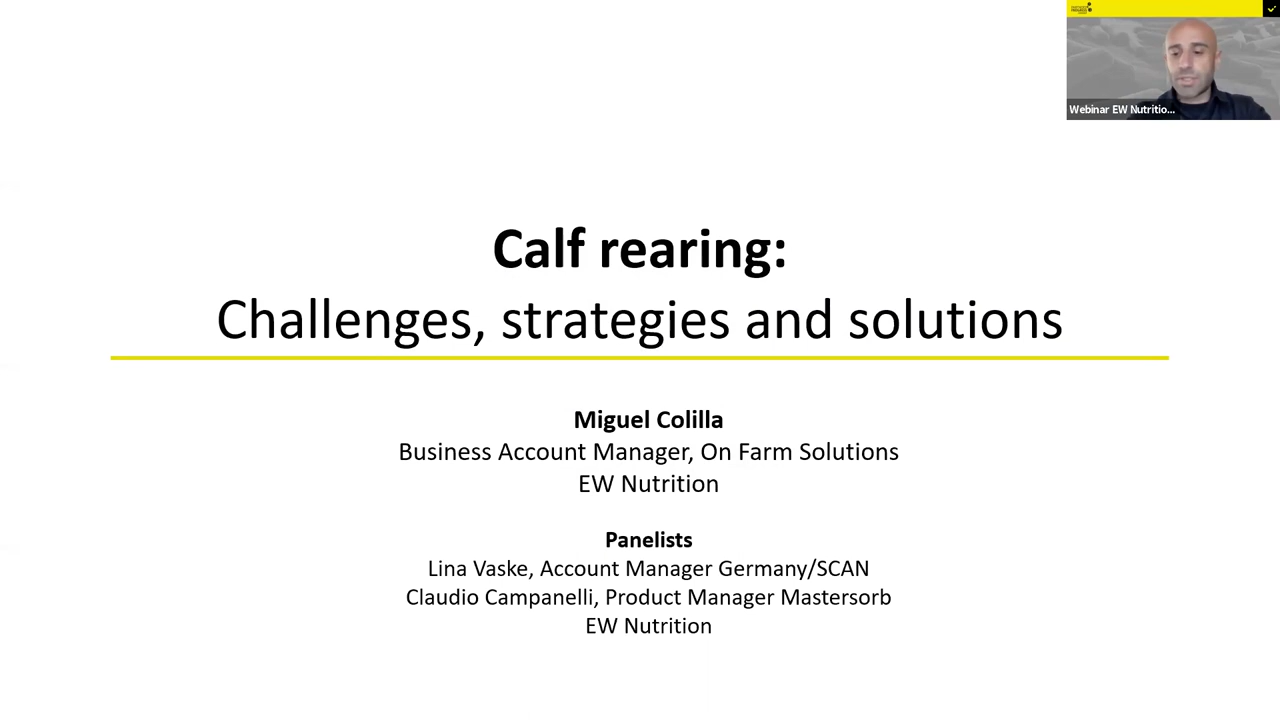 Webinar EW Nutritio...
Calf rearing:
Challenges, strategies and solutions
Miguel Colilla
Business Account Manager, On Farm Solutions
EW Nutrition
Panelists
Lina Vaske, Account Manager Germany/SCAN
Claudio Campanelli, Product Manager Mastersorb
EW Nutrition